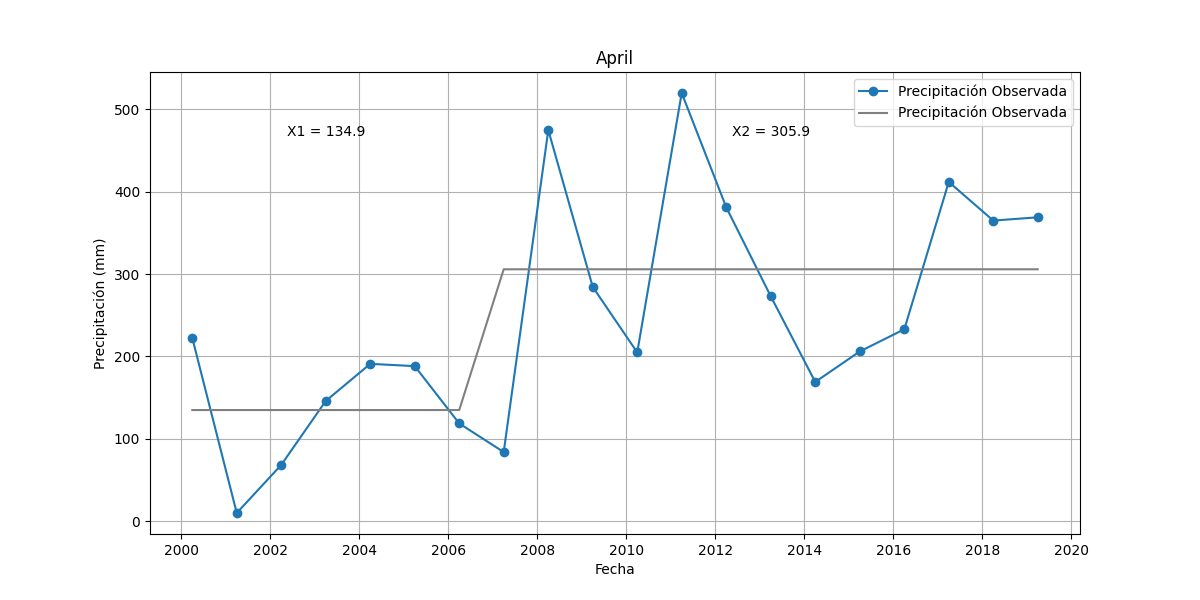 April
Precipitación Observada
Precipitación Observada
X1 = 134.9
X2 = 305.9
Precipitación (mm)
500
400
300
200
100
0
2000 2002 2004 2006 2008 2010 2012 2014 2016 2018 2020
Fecha